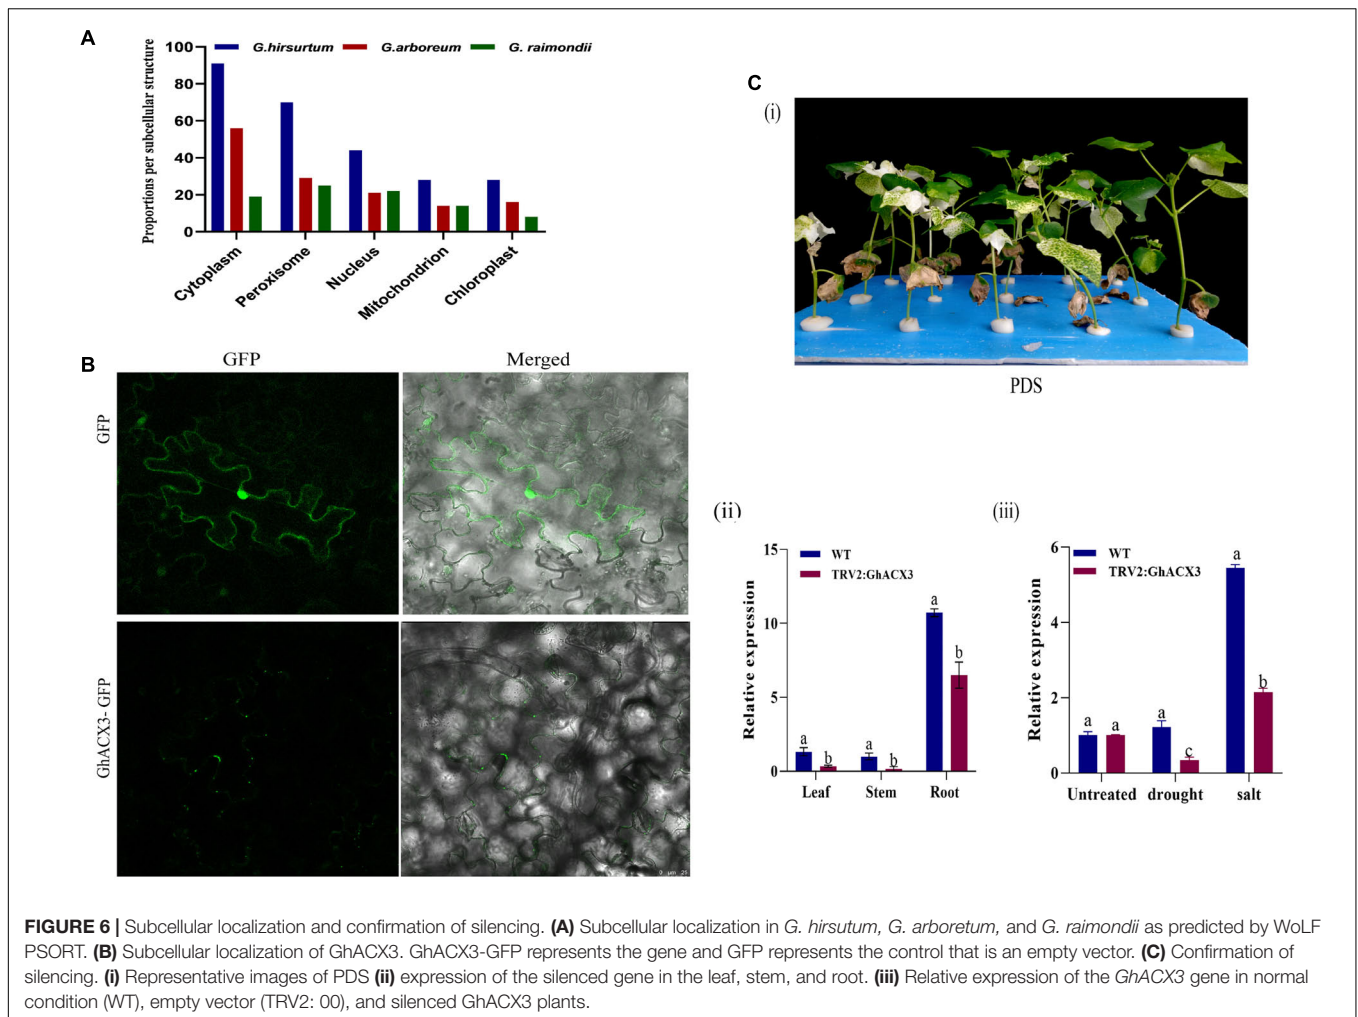 A
100
80
60
40
20
0
Proportions per subcellular structure
G.hirsurtum G.arboreum G. raimondii
Cytoplasm Peroxisome Nucleus Mitochondrion Chloroplast
B
GFP Merged
GFP
GhACX3- GFP
0 µm 25
C
(i)
PDS
(ii)
15
10
5
0
Relative expression
WT
TRV2:GhACX3
a b a b a b
Leaf Stem Root
(iii)
6
4
2
0
Relative expression
WT
TRV2:GhACX3
a a a c a b
Untreated drought salt
FIGURE 6 | Subcellular localization and confirmation of silencing. (A) Subcellular localization in G. hirsutum, G. arboretum, and G. raimondii as predicted by WoLF
PSORT. (B) Subcellular localization of GhACX3. GhACX3-GFP represents the gene and GFP represents the control that is an empty vector. (C) Confirmation of
silencing. (i) Representative images of PDS (ii) expression of the silenced gene in the leaf, stem, and root. (iii) Relative expression of the GhACX3 gene in normal
condition (WT), empty vector (TRV2: 00), and silenced GhACX3 plants.